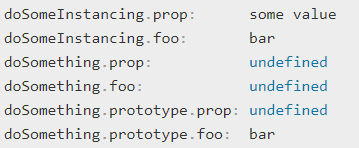 doSomeInstancing.prop:      some value
doSomeInstancing.foo:       bar
doSomething.prop:           undefined
doSomething.foo:            undefined
doSomething.prototype.prop: undefined
doSomething.prototype.foo:  bar